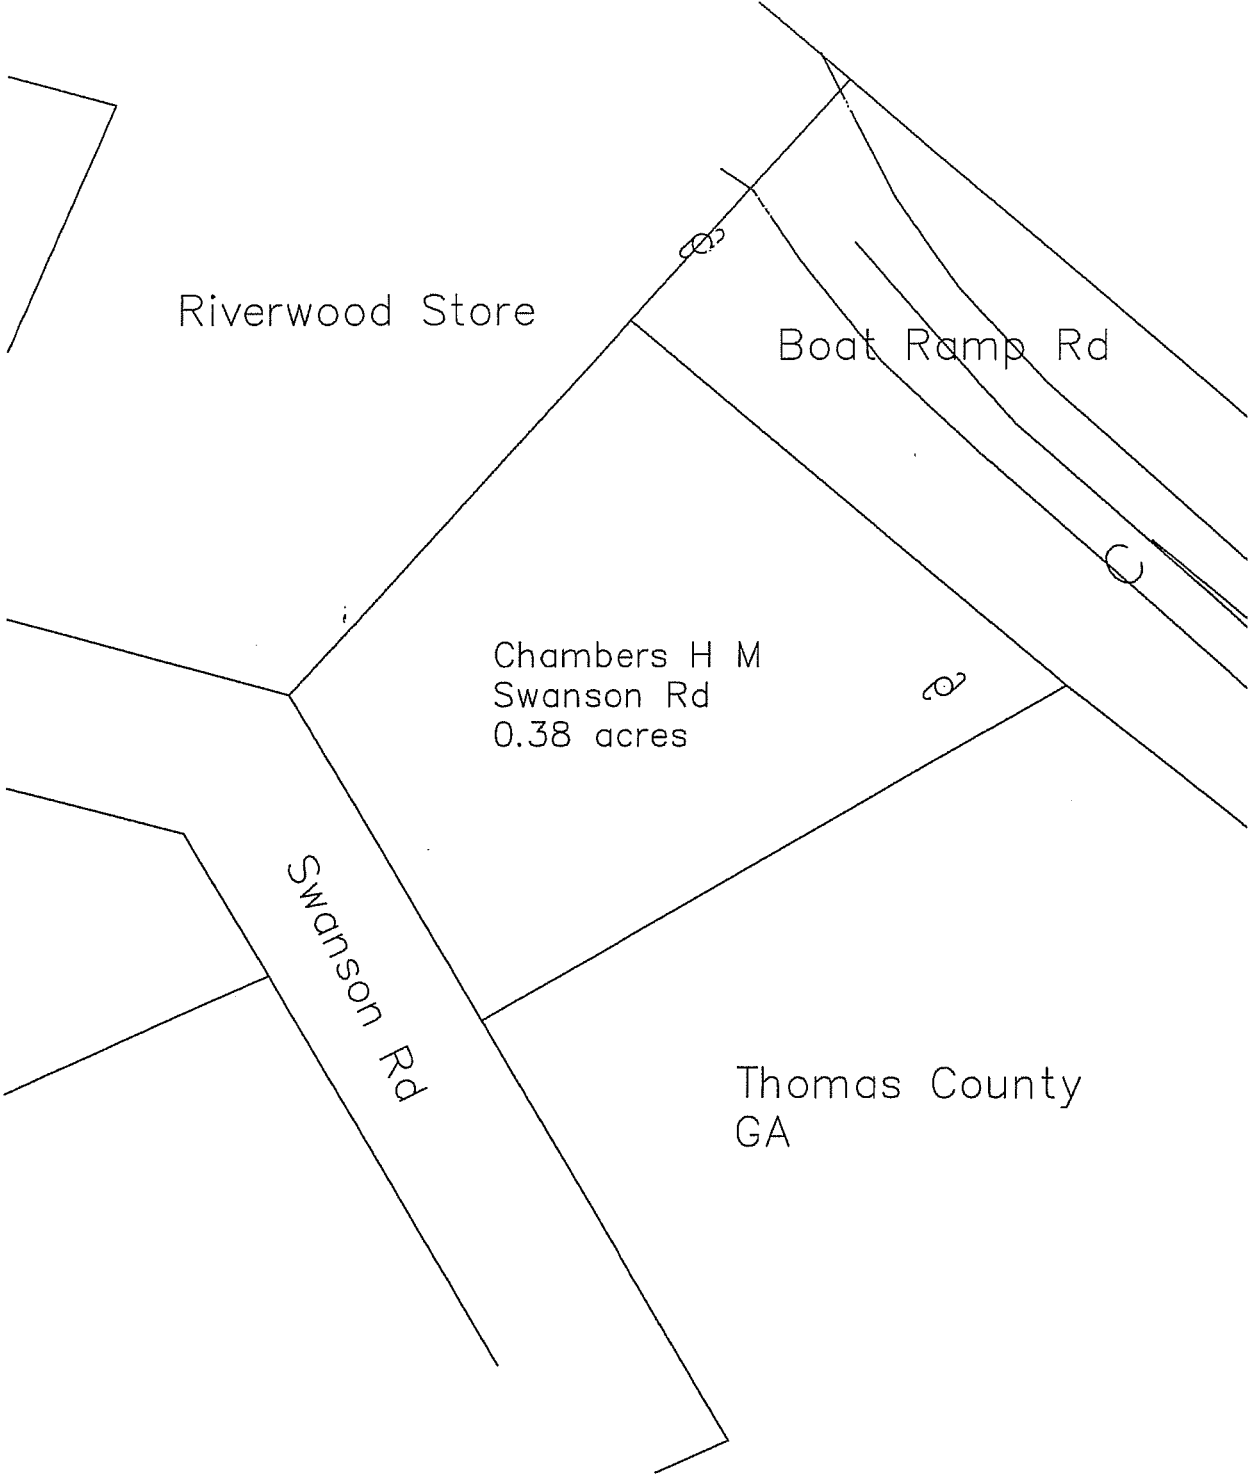 Riverwood Store
Boat Ramp Rd
Chambers H M
Swanson Rd
0.38 acres
Swanson Rd
Thomas County
GA